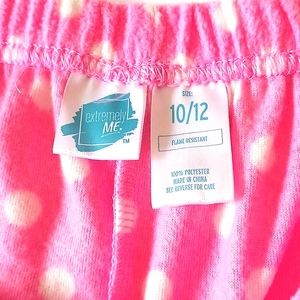 extremely
ME.
TM
SIZE:
10/12
FLAME RESISTANT
100% POLYESTER
MADE IN CHINA
SEE REVERSE FOR CARE